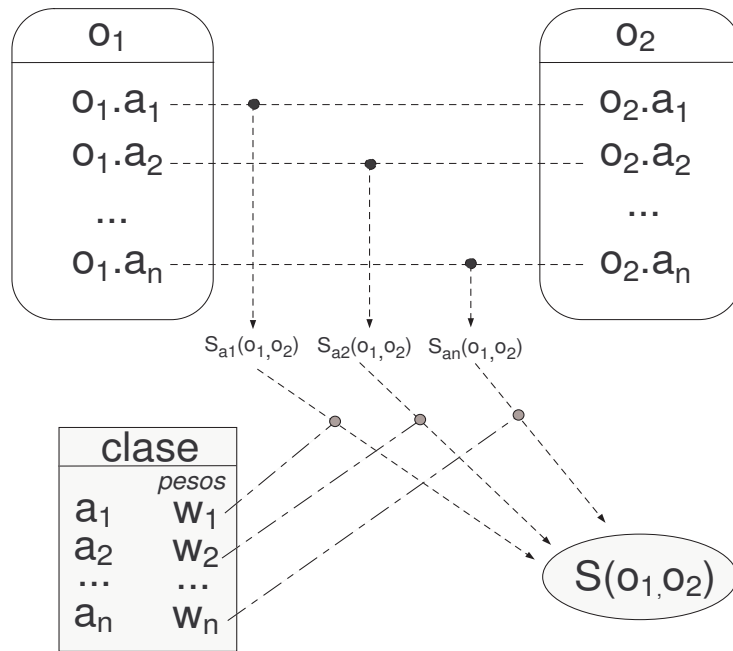 o₁
o₁.a₁
o₁.a₂
...
o₁.aₙ
o₂
o₂.a₁
o₂.a₂
...
o₂.aₙ
Sₐ₁(o₁,o₂) Sₐ₂(o₁,o₂) Sₐₙ(o₁,o₂)
clase
pesos
a₁ w₁
a₂ w₂
... ...
aₙ wₙ
S(o₁,o₂)